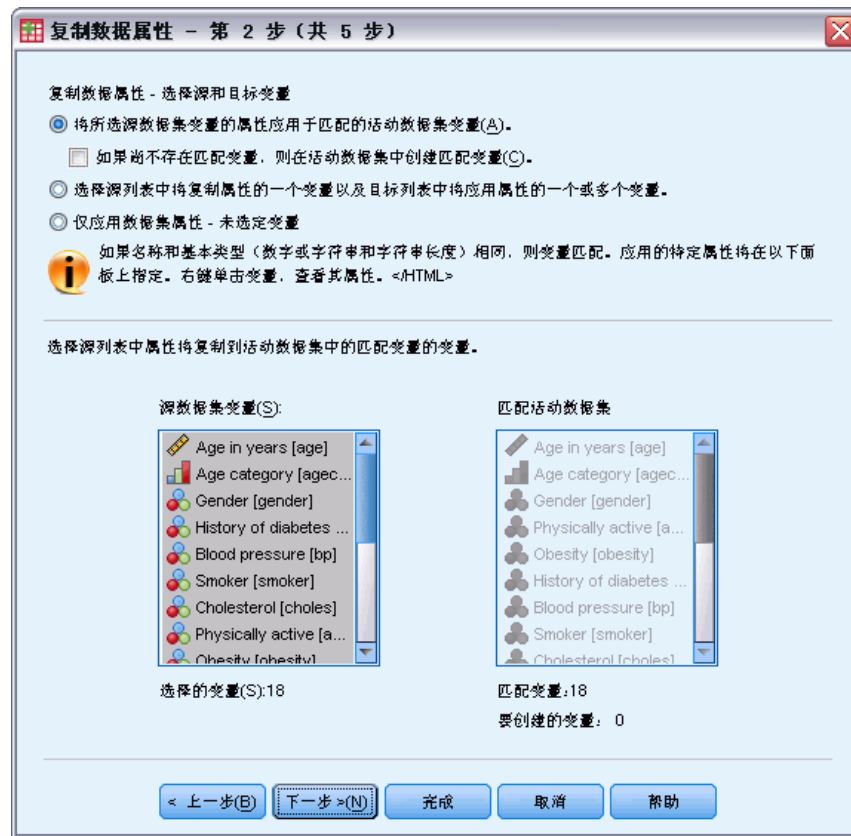 复制数据属性 - 第 2 步(共 5 步)
复制数据属性 - 选择源和目标变量
将所选源数据集变量的属性应用于匹配的活动数据集变量(A)。
如果尚不存在匹配变量，则在活动数据集中创建匹配变量(C)。
选择源列表中将复制属性的一个变量以及目标列表中将应用属性的一个或多个变量。
仅应用数据集属性 - 未选定变量
如果名称和基本类型（数字或字符串和字符串长度）相同，则变量匹配。应用的特定属性将在以下面
板上指定。右键单击变量，查看其属性。</HTML>
选择源列表中属性将复制到活动数据集中的匹配变量的变量。
源数据集变量(S):
Age in years [age]
Age category [agec...
Gender [gender]
History of diabetes ...
Blood pressure [bp]
Smoker [smoker]
Cholesterol [choles]
Physically active [a...
Obesity [obesity]
选择的变量(S):18
匹配活动数据集
Age in years [age]
Age category [agec...
Gender [gender]
Physically active [a...
Obesity [obesity]
History of diabetes ...
Blood pressure [bp]
Smoker [smoker]
Cholesterol [choles]
匹配变量:18
要创建的变量： 0
< 上一步(B)
下一步 >(N)
完成
取消
帮助